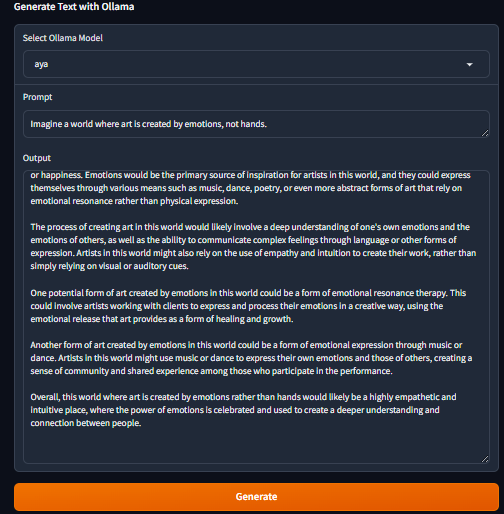 Generate Text with Ollama
Select Ollama Model
aya
Prompt
Imagine a world where art is created by emotions, not hands.
Output
or happiness. Emotions would be the primary source of inspiration for artists in this world, and they could express
themselves through various means such as music, dance, poetry, or even more abstract forms of art that rely on
emotional resonance rather than physical expression.
The process of creating art in this world would likely involve a deep understanding of one's own emotions and the
emotions of others, as well as the ability to communicate complex feelings through language or other forms of
expression. Artists in this world might also rely on the use of empathy and intuition to create their work, rather than
simply relying on visual or auditory cues.
One potential form of art created by emotions in this world could be a form of emotional resonance therapy. This
could involve artists working with clients to express and process their emotions in a creative way, using the
emotional release that art provides as a form of healing and growth.
Another form of art created by emotions in this world could be a form of emotional expression through music or
dance. Artists in this world might use music or dance to express their own emotions and those of others, creating a
sense of community and shared experience among those who participate in the performance.
Overall, this world where art is created by emotions rather than hands would likely be a highly empathetic and
intuitive place, where the power of emotions is celebrated and used to create a deeper understanding and
connection between people.
Generate